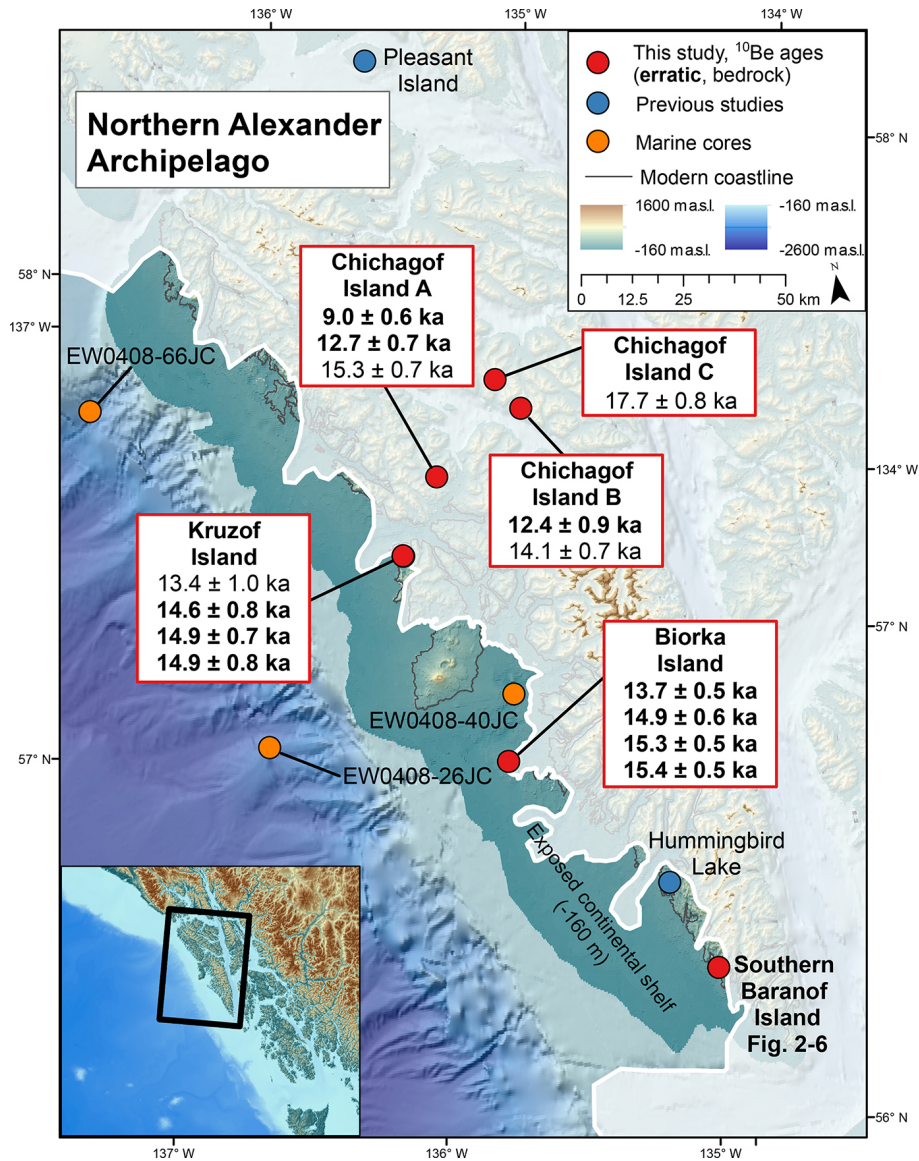 136° W
135° W
134° W
Pleasant
Island
Northern Alexander
Archipelago
This study, ¹⁰Be ages
(erratic, bedrock)
Previous studies
Marine cores
Modern coastline
1600 m a.s.l.
-160 m a.s.l.
-160 m a.s.l.
-2600 m a.s.l.
N
0 12.5 25 50 km
58° N
58° N
137° W
EW0408-66JC
Chichagof
Island A
9.0 ± 0.6 ka
12.7 ± 0.7 ka
15.3 ± 0.7 ka
Chichagof
Island C
17.7 ± 0.8 ka
Chichagof
Island B
12.4 ± 0.9 ka
14.1 ± 0.7 ka
134° W
Kruzof
Island
13.4 ± 1.0 ka
14.6 ± 0.8 ka
14.9 ± 0.7 ka
14.9 ± 0.8 ka
57° N
Biorka
Island
13.7 ± 0.5 ka
14.9 ± 0.6 ka
15.3 ± 0.5 ka
15.4 ± 0.5 ka
EW0408-40JC
57° N
EW0408-26JC
Hummingbird
Lake
Exposed continental shelf
(-160 m)
Southern
Baranof
Island
Fig. 2-6
56° N
137° W
136° W
135° W